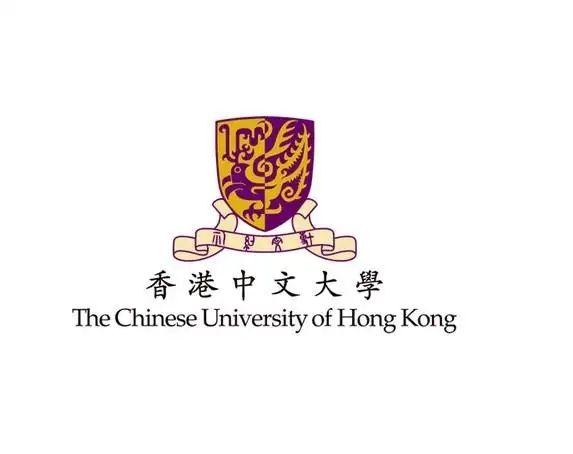 香港中文大學
The Chinese University of Hong Kong